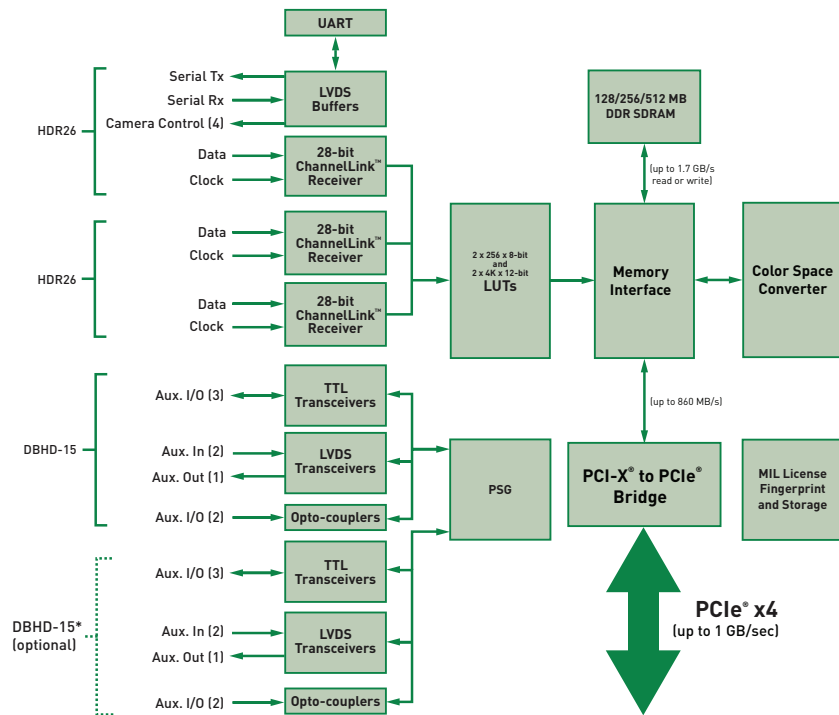 UART
Serial Tx
Serial Rx
Camera Control (4)
LVDS
Buffers
HDR26
Data
Clock
28-bit
ChannelLink™
Receiver
HDR26
Data
Clock
28-bit
ChannelLink™
Receiver
Data
Clock
28-bit
ChannelLink™
Receiver
2 x 256 x 8-bit
and
2 x 4K x 12-bit
LUTs
128/256/512 MB
DDR SDRAM
(up to 1.7 GB/s
read or write)
Memory
Interface
Color Space
Converter
(up to 860 MB/s)
DBHD-15
Aux. I/O (3)
TTL
Transceivers
Aux. In (2)
Aux. Out (1)
LVDS
Transceivers
Aux. I/O (2)
Opto-couplers
PSG
PCI-X® to PCIe®
Bridge
MIL License
Fingerprint
and Storage
DBHD-15*
(optional)
Aux. I/O (3)
TTL
Transceivers
Aux. In (2)
Aux. Out (1)
LVDS
Transceivers
Aux. I/O (2)
Opto-couplers
PCIe® x4
(up to 1 GB/sec)